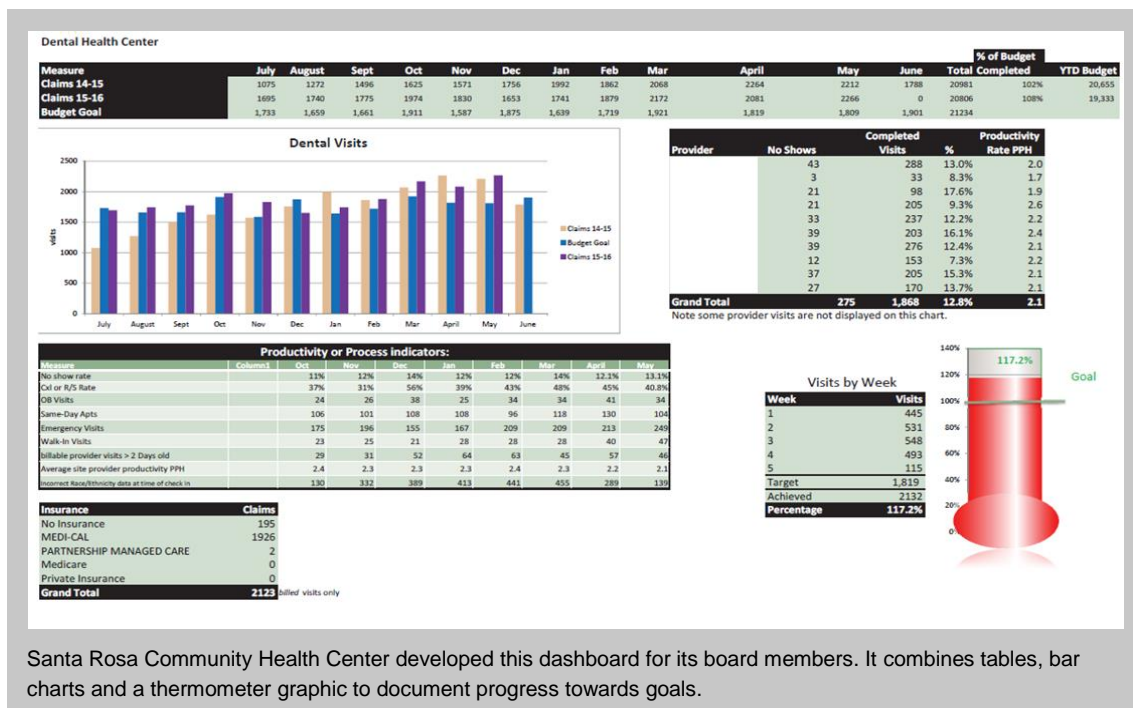 Dental Health Center
% of Budget
Measure July August Sept Oct Nov Dec Jan Feb Mar April May June Total Completed YTD Budget
Claims 14-15 1075 1272 1496 1625 1571 1756 1992 1862 2068 2264 2212 1788 20981 102% 20,655
Claims 15-16 1695 1740 1775 1974 1830 1653 1741 1879 2172 2081 2266 0 20806 108% 19,333
Budget Goal 1,733 1,659 1,661 1,911 1,587 1,875 1,639 1,719 1,921 1,819 1,809 1,901 21234
Dental Visits
2500
2000
1500
1000
500
0
visits
July August Sept Oct Nov Dec Jan Feb Mar April May June
Claims 14-15
Budget Goal
Claims 15-16
Completed Productivity
Provider No Shows Visits % Rate PPH
43 288 13.0% 2.0
3 33 8.3% 1.7
21 98 17.6% 1.9
21 205 9.3% 2.6
33 237 12.2% 2.2
39 203 16.1% 2.4
39 276 12.4% 2.1
12 153 7.3% 2.2
37 205 15.3% 2.1
27 170 13.7% 2.1
Grand Total 275 1,868 12.8% 2.1
Note some provider visits are not displayed on this chart.
Productivity or Process indicators:
Measure Column1 Oct Nov Dec Jan Feb Mar April May
No show rate 11% 12% 14% 12% 12% 14% 12.1% 13.1%
Cxl or R/S Rate 37% 31% 56% 39% 43% 48% 45% 40.8%
OB Visits 24 26 38 25 34 34 41 34
Same-Day Apts 106 101 108 108 96 118 130 104
Emergency Visits 175 196 155 167 209 209 213 249
Walk-In Visits 23 25 21 28 28 28 40 47
billable provider visits > 2 Days old 29 31 52 64 63 45 57 46
Average site provider productivity PPH 2.4 2.3 2.3 2.3 2.4 2.3 2.2 2.1
Incorrect Race/Ethnicity data at time of check in 130 332 389 413 441 455 289 139
Visits by Week
Week Visits
1 445
2 531
3 548
4 493
5 115
Target 1,819
Achieved 2132
Percentage 117.2%
140%
120%
100%
80%
60%
40%
20%
0%
117.2%
Goal
Insurance Claims
No Insurance 195
MEDI-CAL 1926
PARTNERSHIP MANAGED CARE 2
Medicare 0
Private Insurance 0
Grand Total 2123 billed visits only
Santa Rosa Community Health Center developed this dashboard for its board members. It combines tables, bar
charts and a thermometer graphic to document progress towards goals.